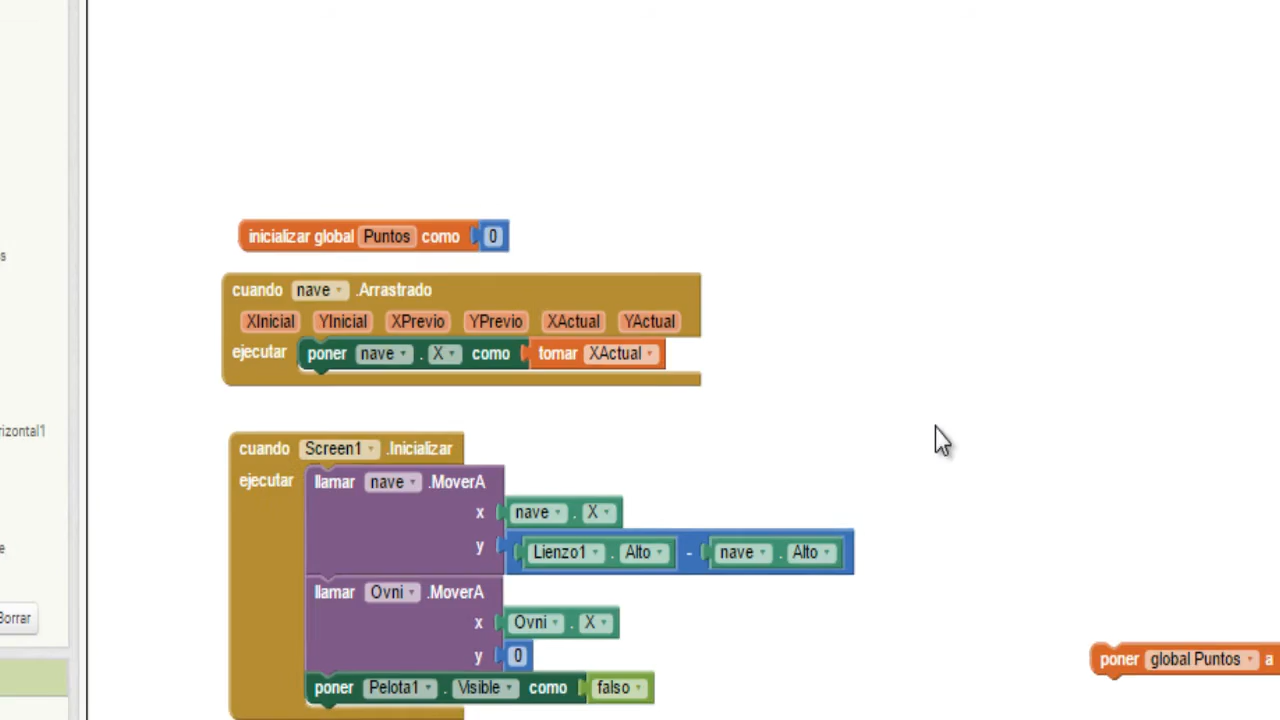 inicializar global Puntos como 0
cuando nave .Arrastrado
XInicial YInicial XPrevio YPrevio XActual YActual
ejecutar poner nave . X como tomar XActual
rizontal1
cuando Screen1 .Inicializar
ejecutar llamar nave .MoverA
x nave . X
y Lienzo1 . Alto - nave . Alto
llamar Ovni .MoverA
Borrar
x Ovni . X
y 0
poner global Puntos a
poner Pelota1 . Visible como falso